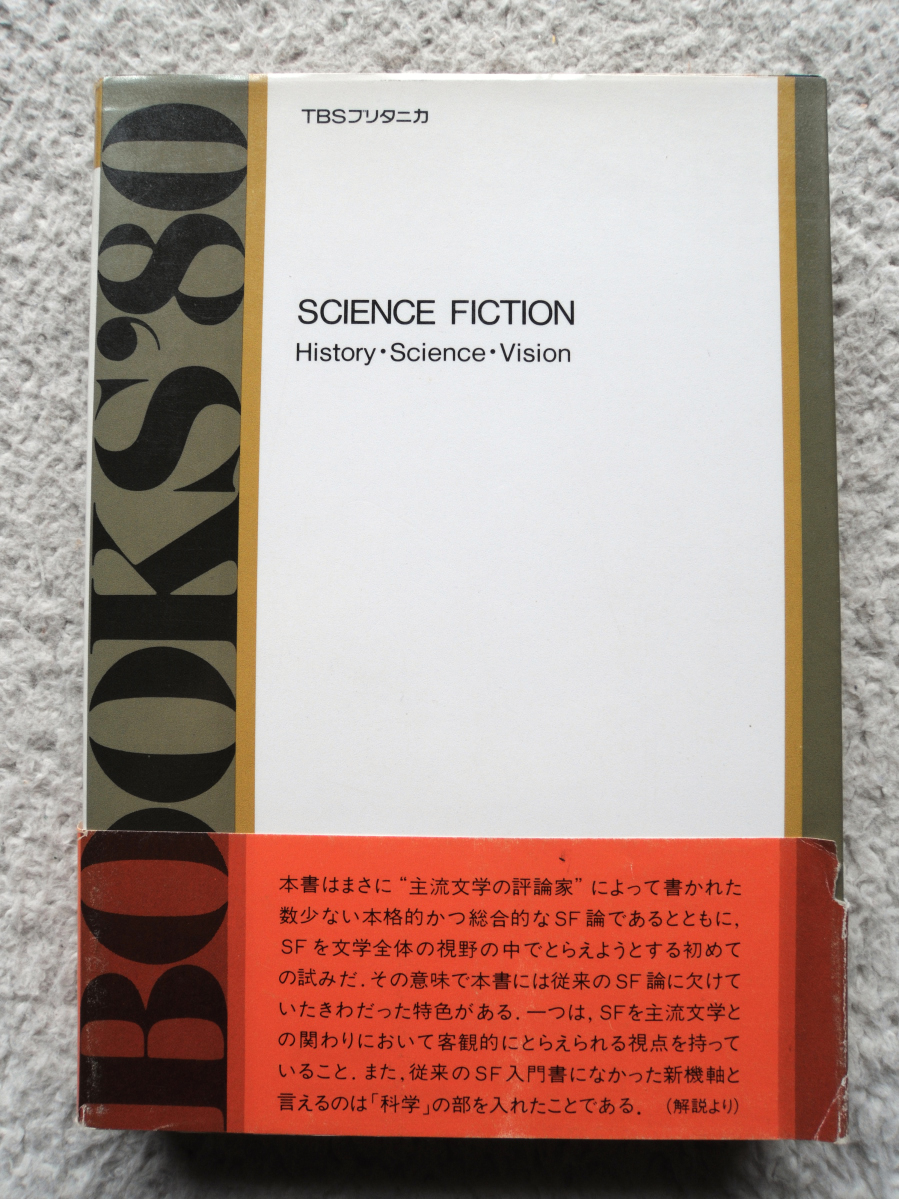 BOOKS'80
TBSブリタニカ
SCIENCE FICTION
History・Science・Vision
本書はまさに“主流文学の評論家”によって書かれた
数少ない本格的かつ総合的なSF論であるとともに,
SFを文学全体の視野の中でとらえようとする初めて
の試みだ.その意味で本書には従来のSF論に欠けて
いたきわだった特色がある.一つは,SFを主流文学と
の関わりにおいて客観的にとらえられる視点を持って
いること.また,従来のSF入門書になかった新機軸と
言えるのは「科学」の部を入れたことである.(解説より)